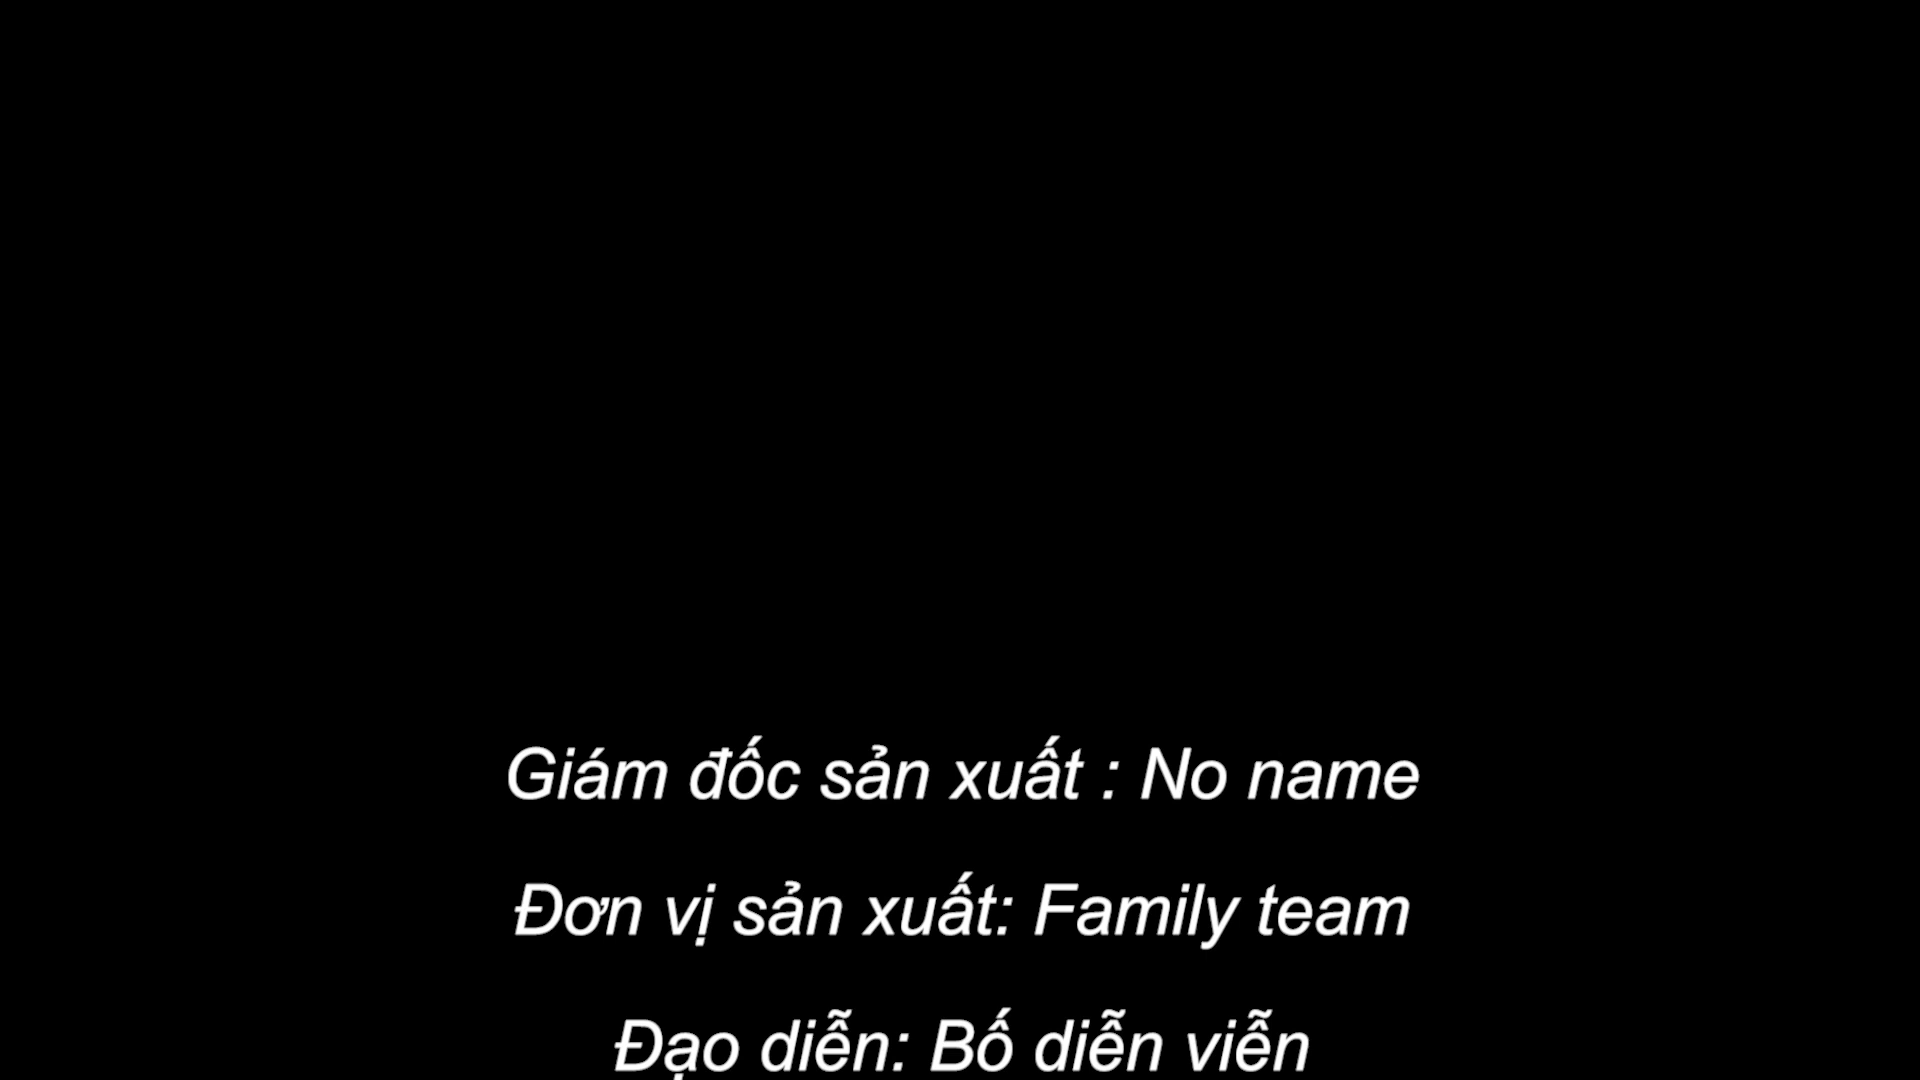 Giám đốc sản xuất : No name
Đơn vị sản xuất: Family team
Đạo diễn: Bố diễn viễn